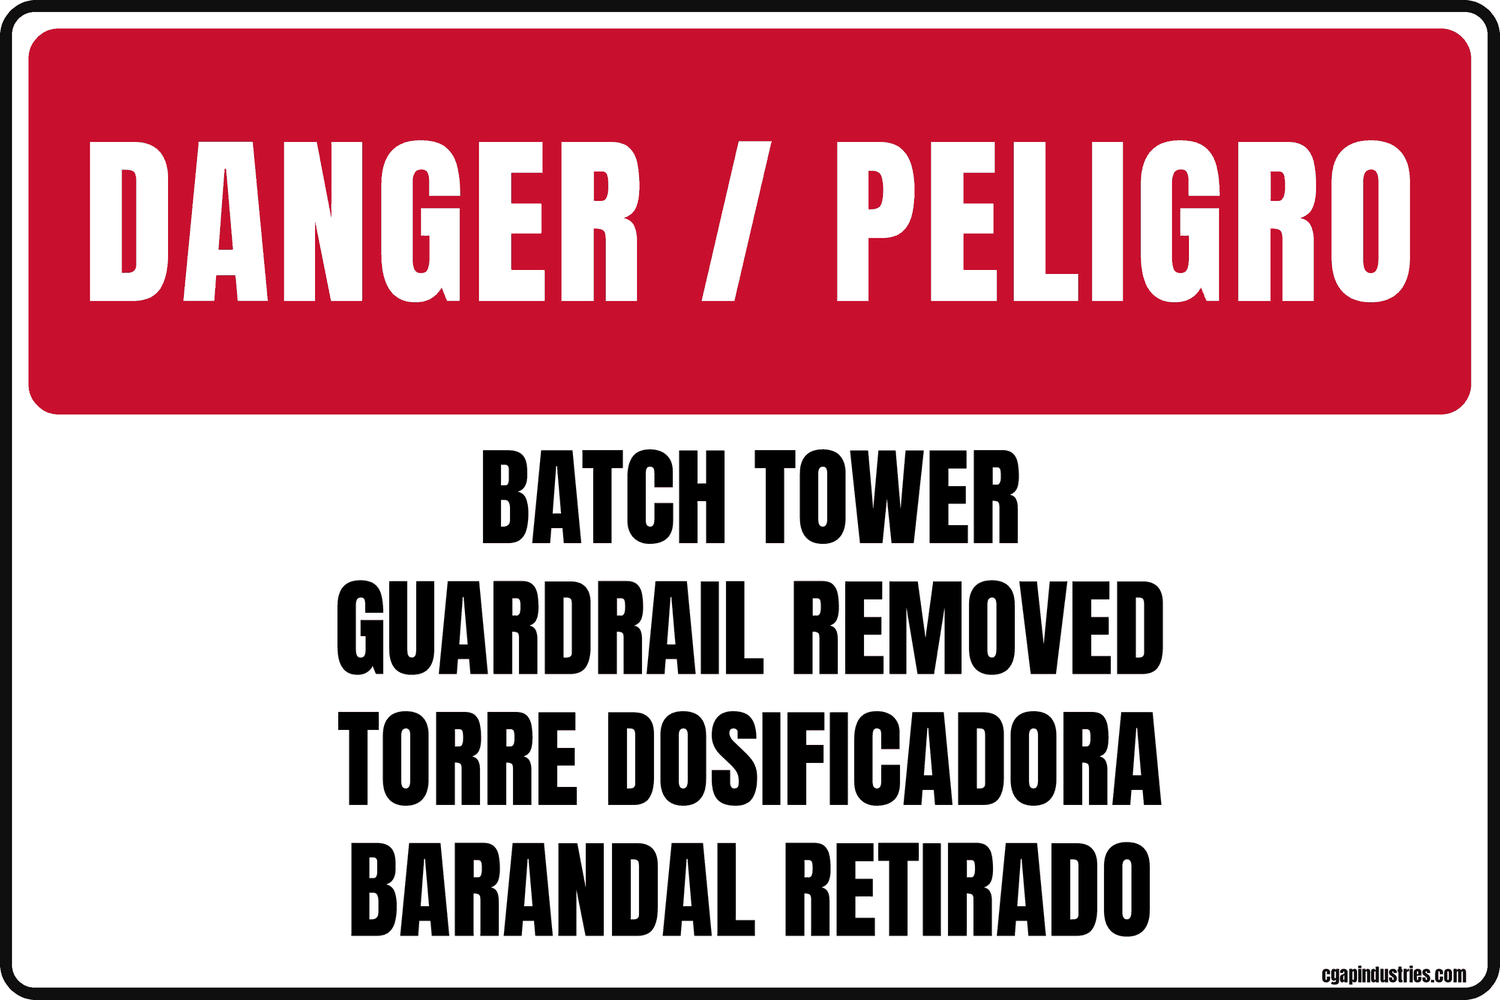 DANGER / PELIGRO
BATCH TOWER
GUARDRAIL REMOVED
TORRE DOSIFICADORA
BARANDAL RETIRADO
cgapindustries.com